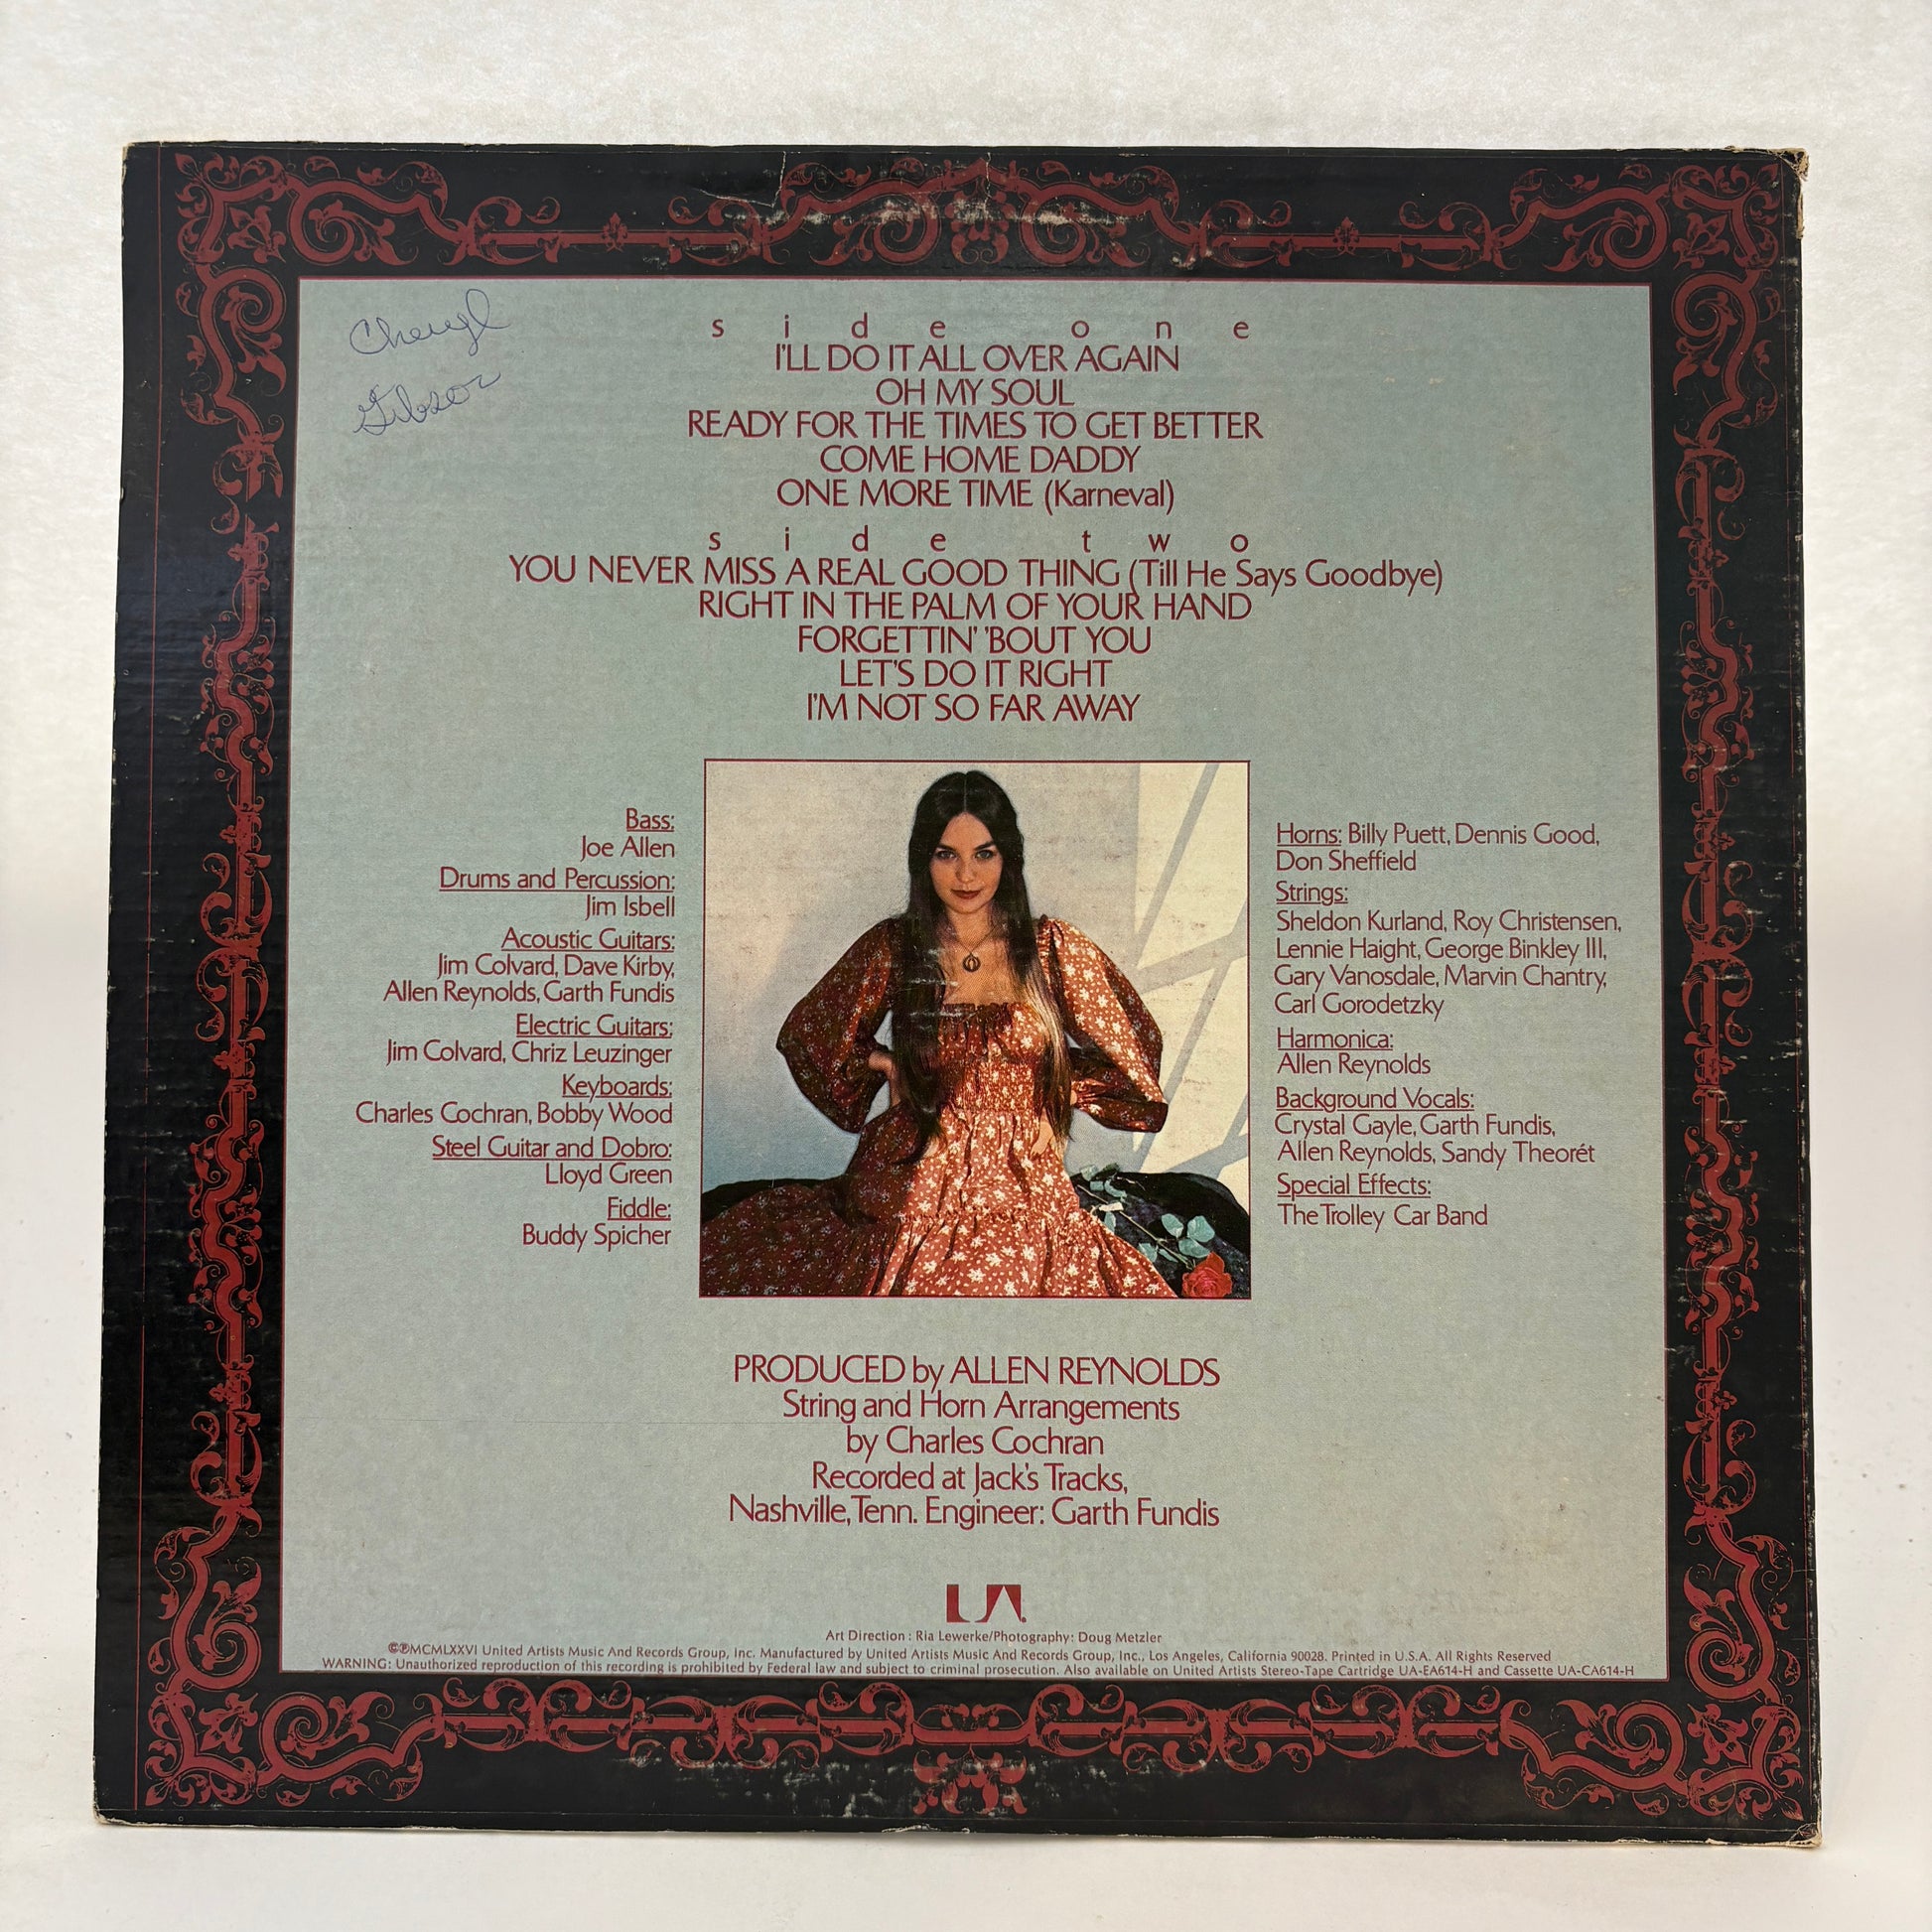 Cheryl
Gibson
side one
I'LL DO IT ALL OVER AGAIN
OH MY SOUL
READY FOR THE TIMES TO GET BETTER
COME HOME DADDY
ONE MORE TIME (Karneval)
side two
YOU NEVER MISS A REAL GOOD THING (Till He Says Goodbye)
RIGHT IN THE PALM OF YOUR HAND
FORGETTIN' 'BOUT YOU
LET'S DO IT RIGHT
I'M NOT SO FAR AWAY
Bass:
Joe Allen
Drums and Percussion:
Jim Isbell
Acoustic Guitars:
Jim Colvard, Dave Kirby,
Allen Reynolds, Garth Fundis
Electric Guitars:
Jim Colvard, Chriz Leuzinger
Keyboards:
Charles Cochran, Bobby Wood
Steel Guitar and Dobro:
Lloyd Green
Fiddle:
Buddy Spicher
Horns: Billy Puett, Dennis Good,
Don Sheffield
Strings:
Sheldon Kurland, Roy Christensen,
Lennie Haight, George Binkley III,
Gary Vanosdale, Marvin Chantry,
Carl Gorodetzky
Harmonica:
Allen Reynolds
Background Vocals:
Crystal Gayle, Garth Fundis,
Allen Reynolds, Sandy Theorét
Special Effects:
The Trolley Car Band
PRODUCED by ALLEN REYNOLDS
String and Horn Arrangements
by Charles Cochran
Recorded at Jack's Tracks,
Nashville, Tenn. Engineer: Garth Fundis
UA
Art Direction : Ria Lewerke/Photography: Doug Metzler
©℗MCMLXXVI United Artists Music And Records Group, Inc. Manufactured by United Artists Music And Records Group, Inc., Los Angeles, California 90028. Printed in U.S.A. All Rights Reserved
WARNING: Unauthorized reproduction of this recording is prohibited by Federal law and subject to criminal prosecution. Also available on United Artists Stereo-Tape Cartridge UA-EA614-H and Cassette UA-CA614-H